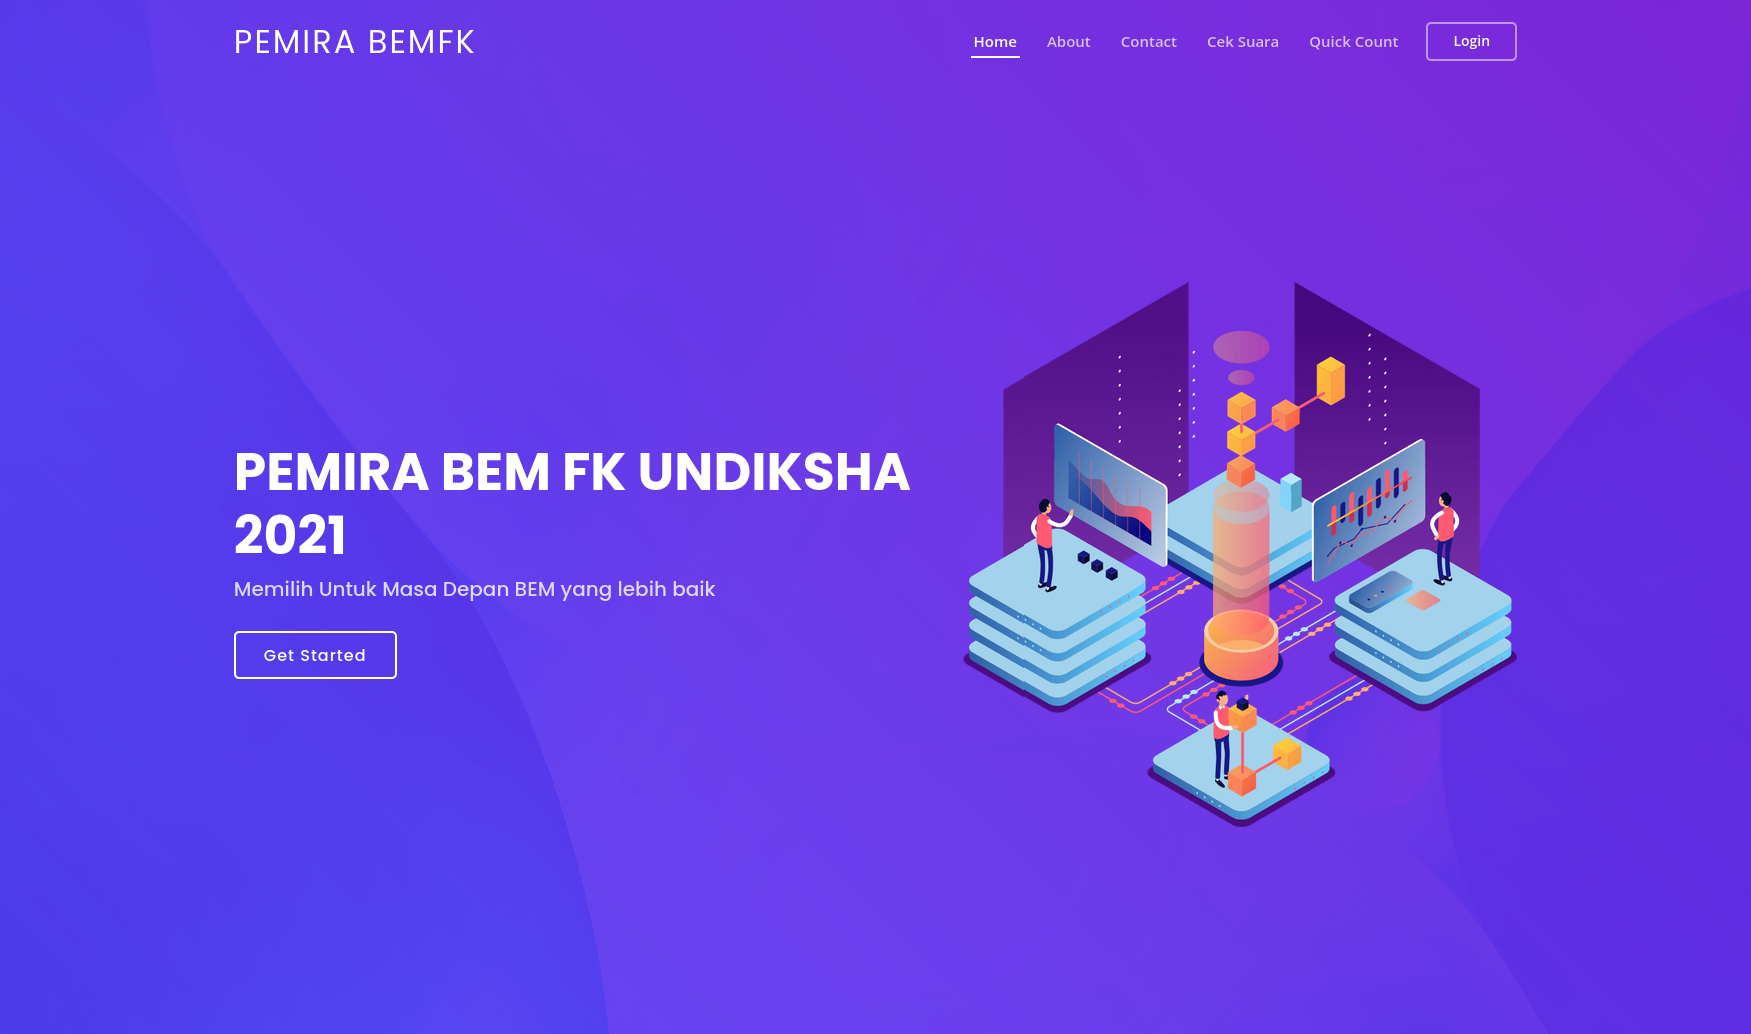 PEMIRA BEMFK
Home About Contact Cek Suara Quick Count Login
PEMIRA BEM FK UNDIKSHA
2021
Memilih Untuk Masa Depan BEM yang lebih baik
Get Started